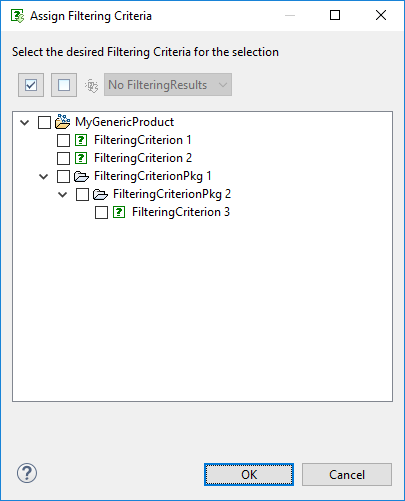 Assign Filtering Criteria
Select the desired Filtering Criteria for the selection
No FilteringResults
MyGenericProduct
FilteringCriterion 1
FilteringCriterion 2
FilteringCriterionPkg 1
FilteringCriterionPkg 2
FilteringCriterion 3
OK
Cancel